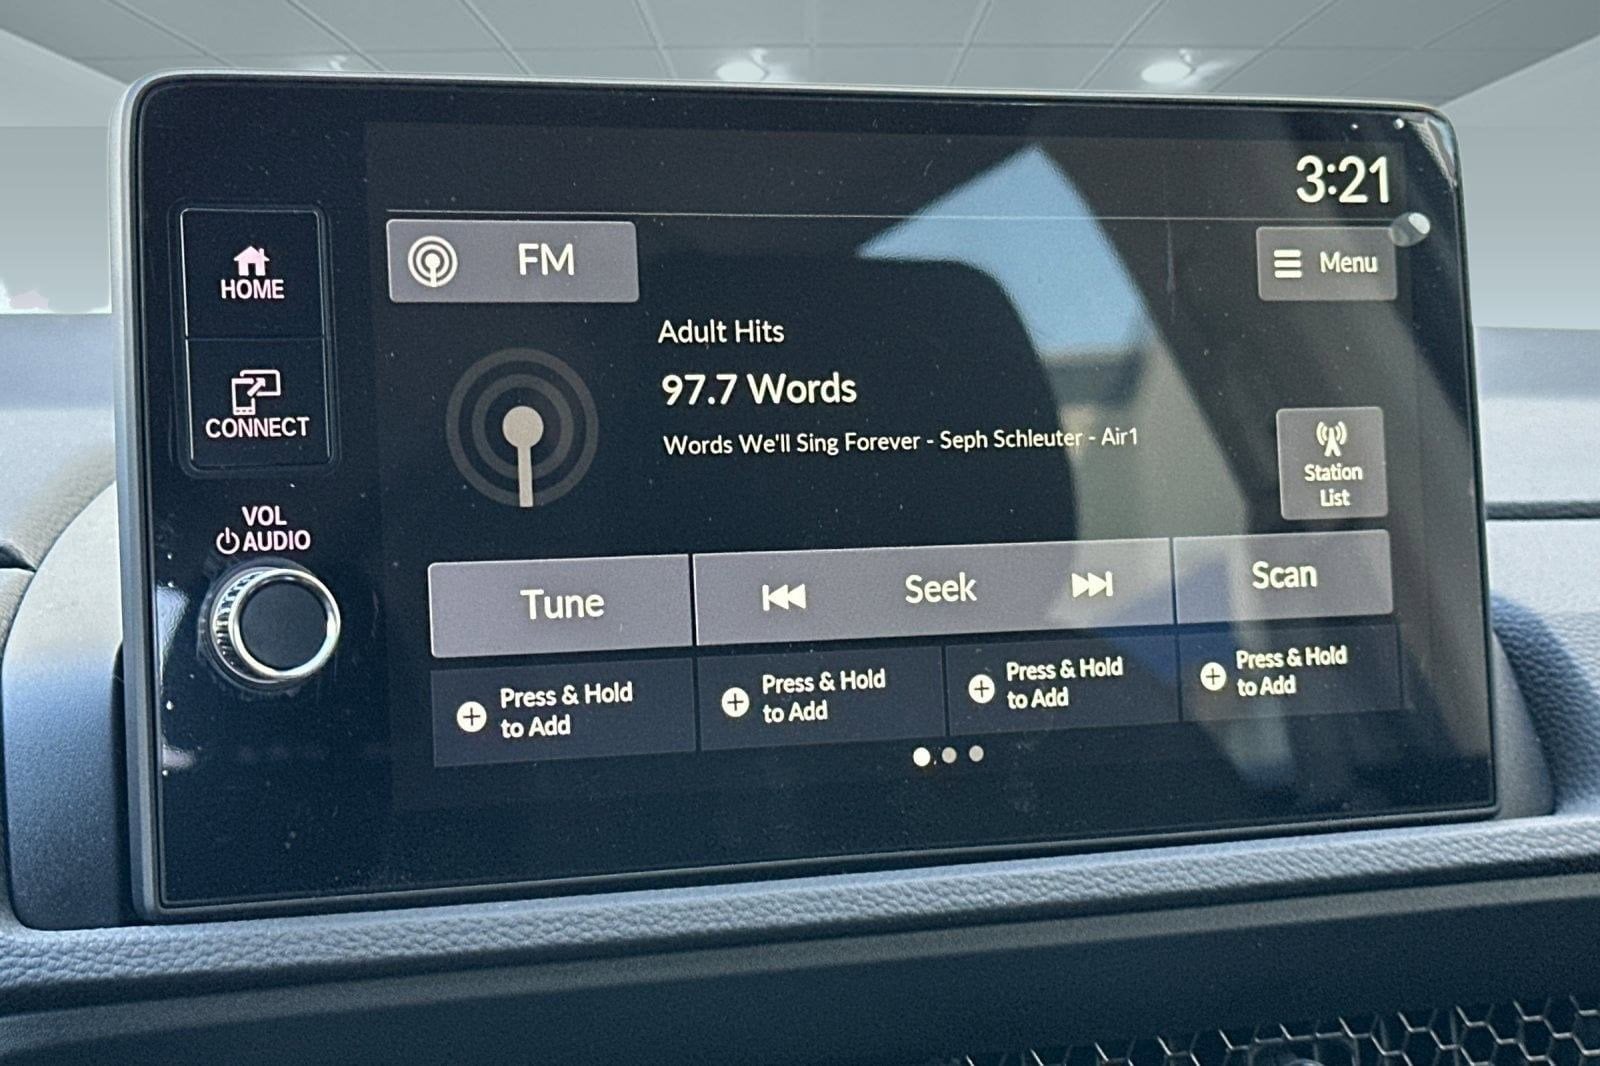 3:21
HOME
CONNECT
VOL
AUDIO
FM
Menu
Adult Hits
97.7 Words
Words We'll Sing Forever - Seph Schleuter - Air1
Station
List
Tune
Seek
Scan
Press & Hold
to Add
Press & Hold
to Add
Press & Hold
to Add
Press & Hold
to Add